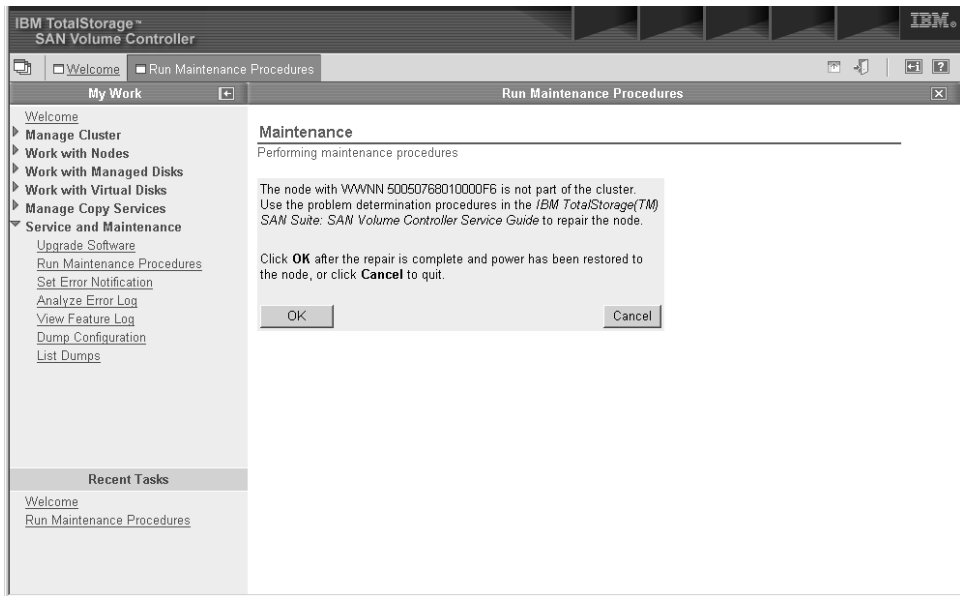 IBM TotalStorage™
SAN Volume Controller
IBM®
Welcome
Run Maintenance Procedures
My Work
Run Maintenance Procedures
Welcome
Manage Cluster
Work with Nodes
Work with Managed Disks
Work with Virtual Disks
Manage Copy Services
Service and Maintenance
Upgrade Software
Run Maintenance Procedures
Set Error Notification
Analyze Error Log
View Feature Log
Dump Configuration
List Dumps
Recent Tasks
Welcome
Run Maintenance Procedures
Maintenance
Performing maintenance procedures
The node with WWNN 50050768010000F6 is not part of the cluster.
Use the problem determination procedures in the IBM TotalStorage(TM)
SAN Suite: SAN Volume Controller Service Guide to repair the node.
Click OK after the repair is complete and power has been restored to
the node, or click Cancel to quit.
OK
Cancel